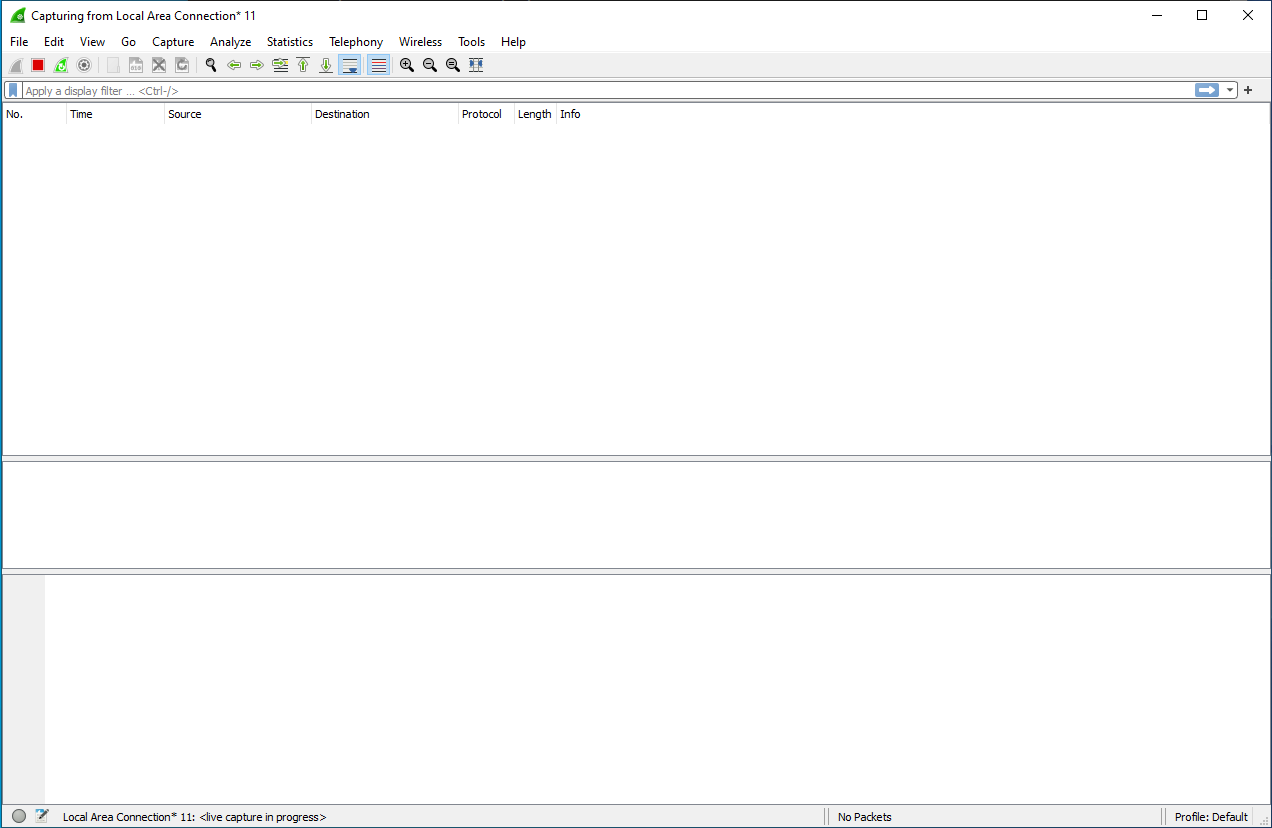 Capturing from Local Area Connection* 11
File Edit View Go Capture Analyze Statistics Telephony Wireless Tools Help
Apply a display filter ... <Ctrl-/>
No. Time Source Destination Protocol Length Info
Local Area Connection* 11: <live capture in progress> No Packets Profile: Default